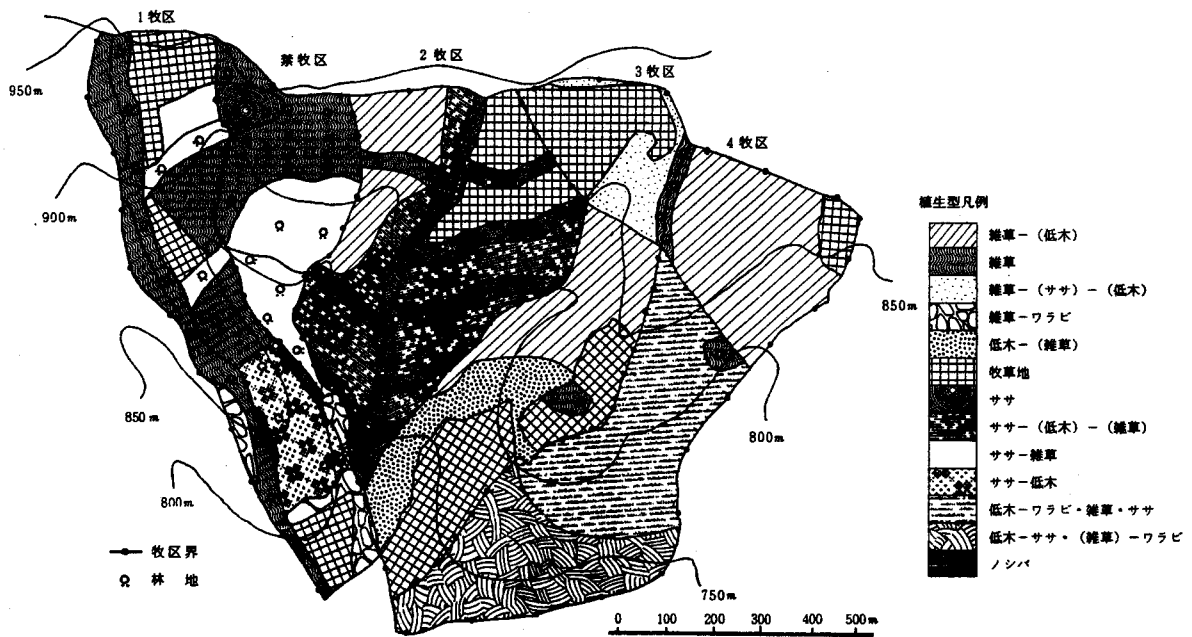 1牧区
禁牧区
2牧区
3牧区
4牧区
950m
900m
850m
800m
850m
800m
750m
植生型凡例
雑草－(低木)
雑草
雑草－(ササ)－(低木)
雑草－ワラビ
低木－(雑草)
牧草地
ササ
ササ－(低木)－(雑草)
ササ－雑草
ササ－低木
低木－ワラビ・雑草・ササ
低木－ササ・(雑草)－ワラビ
ノシバ
牧区界
林地
0 100 200 300 400 500m